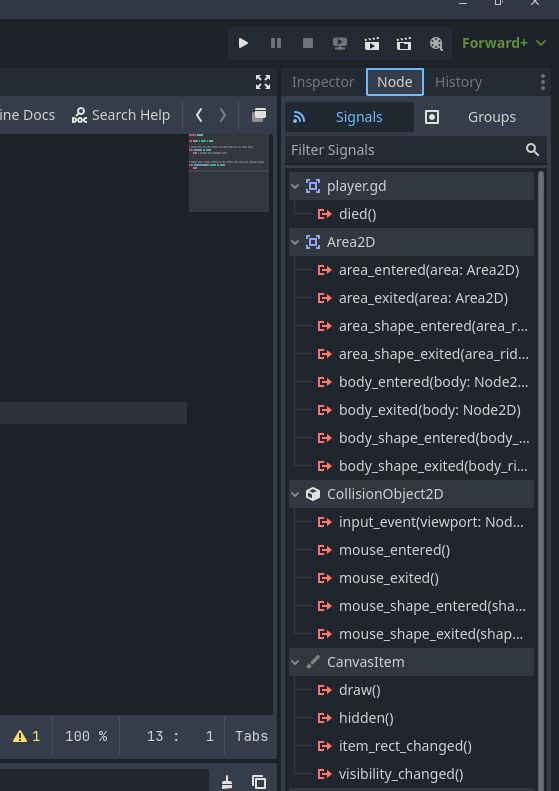 Forward+
Inspector Node History
ine Docs Search Help
Signals Groups
Filter Signals
player.gd
died()
Area2D
area_entered(area: Area2D)
area_exited(area: Area2D)
area_shape_entered(area_r...
area_shape_exited(area_rid...
body_entered(body: Node2...
body_exited(body: Node2D)
body_shape_entered(body_...
body_shape_exited(body_ri...
CollisionObject2D
input_event(viewport: Nod...
mouse_entered()
mouse_exited()
mouse_shape_entered(sha...
mouse_shape_exited(shap...
CanvasItem
draw()
hidden()
item_rect_changed()
visibility_changed()
1 100 % 13 : 1 Tabs